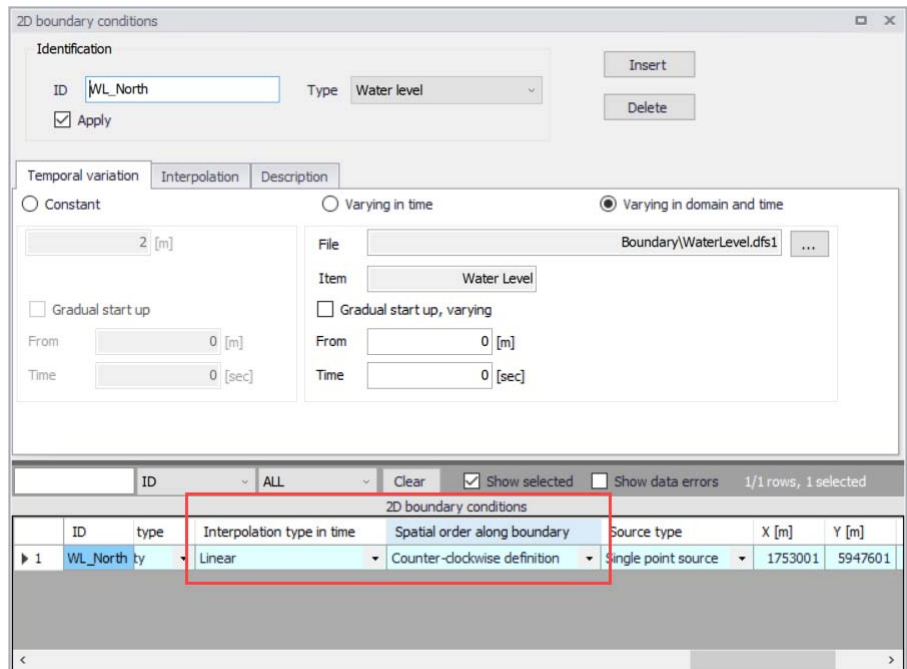 2D boundary conditions
Identification
ID WL_North Type Water level Insert
Apply Delete
Temporal variation Interpolation Description
Constant Varying in time Varying in domain and time
2 [m] File Boundary\WaterLevel.dfs1 ...
Item Water Level
Gradual start up Gradual start up, varying
From 0 [m] From 0 [m]
Time 0 [sec] Time 0 [sec]
ID ALL Clear Show selected Show data errors 1/1 rows, 1 selected
2D boundary conditions
ID type Interpolation type in time Spatial order along boundary Source type X [m] Y [m]
1 WL_North ty Linear Counter-clockwise definition Single point source 1753001 5947601